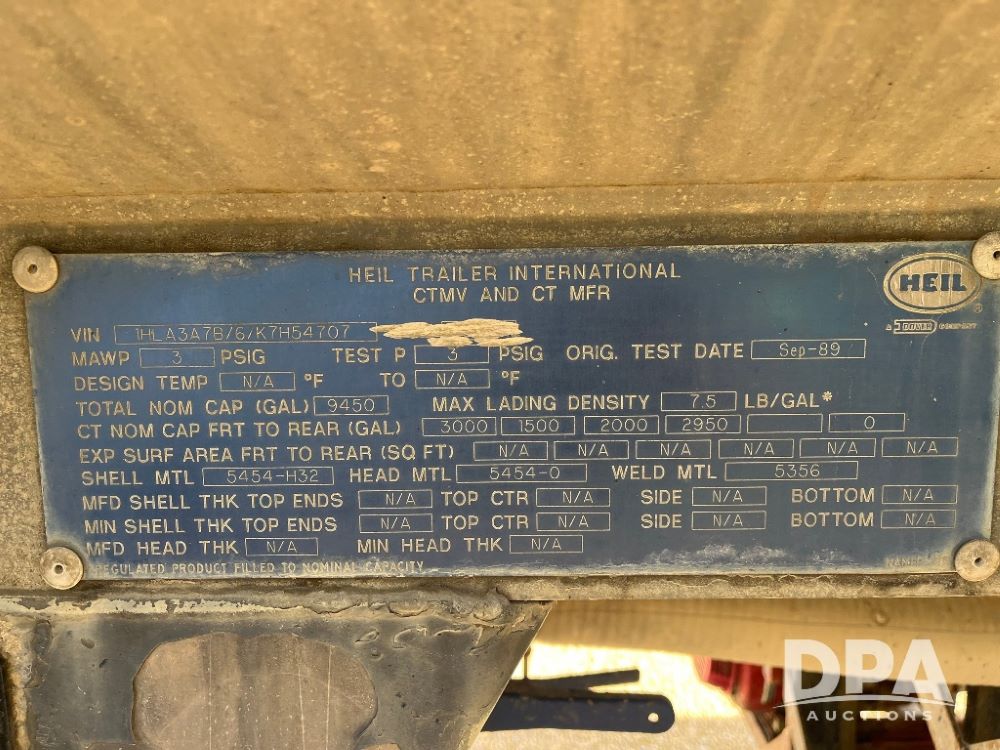 HEIL TRAILER INTERNATIONAL
CTMV AND CT MFR
HEIL
®
A DOVER COMPANY
VIN 1HLA3A7B/6/K7H54707
MAWP 3 PSIG TEST P 3 PSIG ORIG. TEST DATE Sep-89
DESIGN TEMP N/A °F TO N/A °F
TOTAL NOM CAP (GAL) 9450 MAX LADING DENSITY 7.5 LB/GAL*
CT NOM CAP FRT TO REAR (GAL) 3000 1500 2000 2950 0
EXP SURF AREA FRT TO REAR (SQ FT) N/A N/A N/A N/A N/A N/A
SHELL MTL 5454-H32 HEAD MTL 5454-0 WELD MTL 5356
MFD SHELL THK TOP ENDS N/A TOP CTR N/A SIDE N/A BOTTOM N/A
MIN SHELL THK TOP ENDS N/A TOP CTR N/A SIDE N/A BOTTOM N/A
MFD HEAD THK N/A MIN HEAD THK N/A
REGULATED PRODUCT FILLED TO NOMINAL CAPACITY
DPA
AUCTIONS